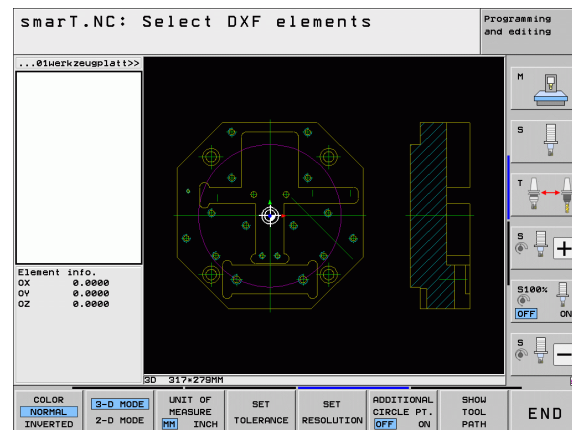 smarT.NC: Select DXF elements
Programming
and editing
...01werkzeugplatt>>
M
S
T
S
S100%
OFF ON
S
Element info.
OX 0.0000
OY 0.0000
OZ 0.0000
3D 317*279MM
COLOR
NORMAL
INVERTED
3-D MODE
2-D MODE
UNIT OF
MEASURE
MM INCH
SET
TOLERANCE
SET
RESOLUTION
ADDITIONAL
CIRCLE PT.
OFF ON
SHOW
TOOL
PATH
END